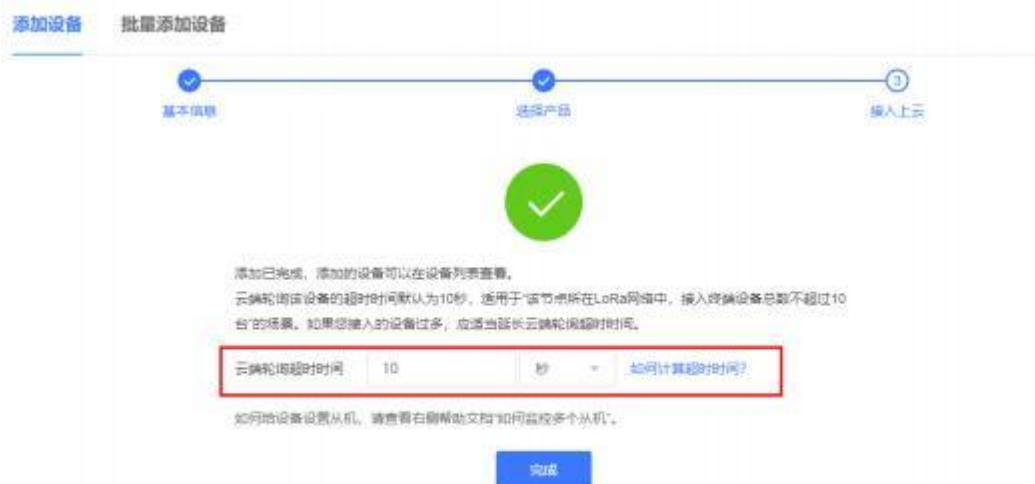 添加设备 批量添加设备
3
基本信息 选择产品 接入上云
添加已完成，添加的设备可以在设备列表查看。
云端轮询该设备的超时时间默认为10秒，适用于“该节点所在LoRa网络中，接入终端设备总数不超过10
台”的场景。如果您接入的设备过多，应适当延长云端轮询超时时间。
云端轮询超时时间 10 秒 如何计算超时时间？
如何给设备设置从机，请查看右侧帮助文档“如何监控多个从机”。
完成